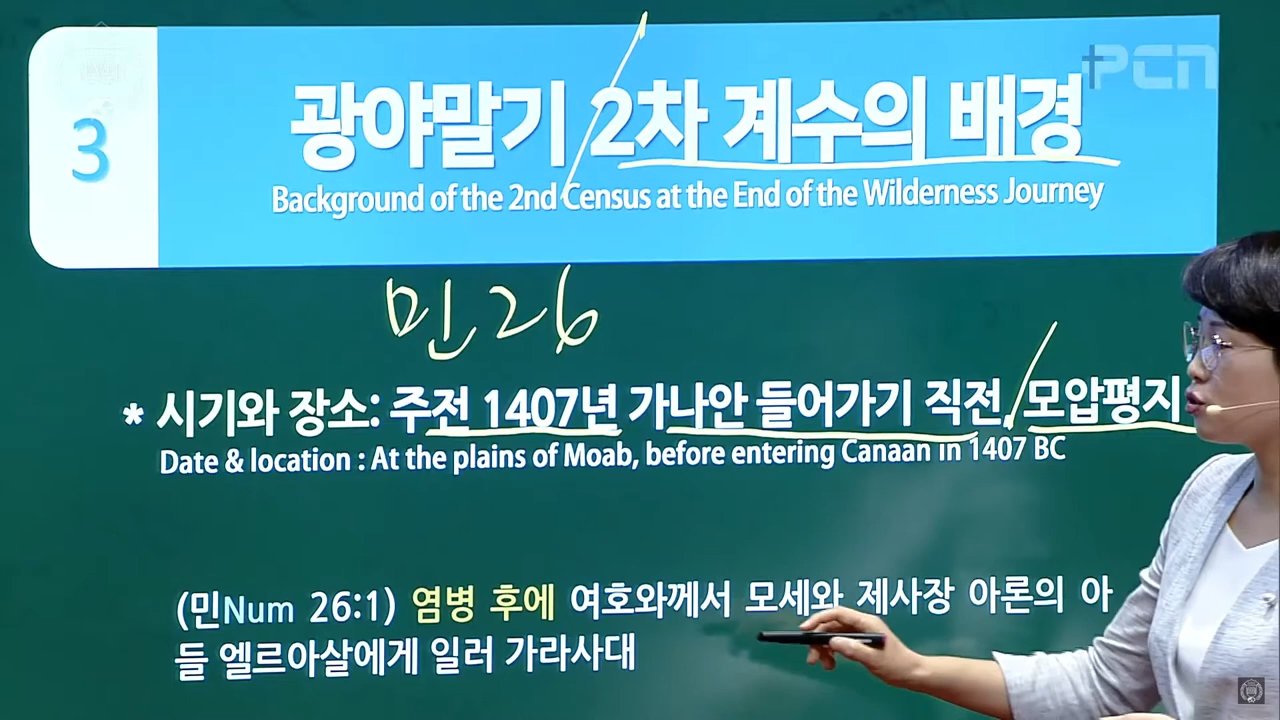 PCN
3
광야말기 2차 계수의 배경
Background of the 2nd Census at the End of the Wilderness Journey
민 26
* 시기와 장소: 주전 1407년 가나안 들어가기 직전, 모압평지
Date & location : At the plains of Moab, before entering Canaan in 1407 BC
(민Num 26:1) 염병 후에 여호와께서 모세와 제사장 아론의 아
들 엘르아살에게 일러 가라사대